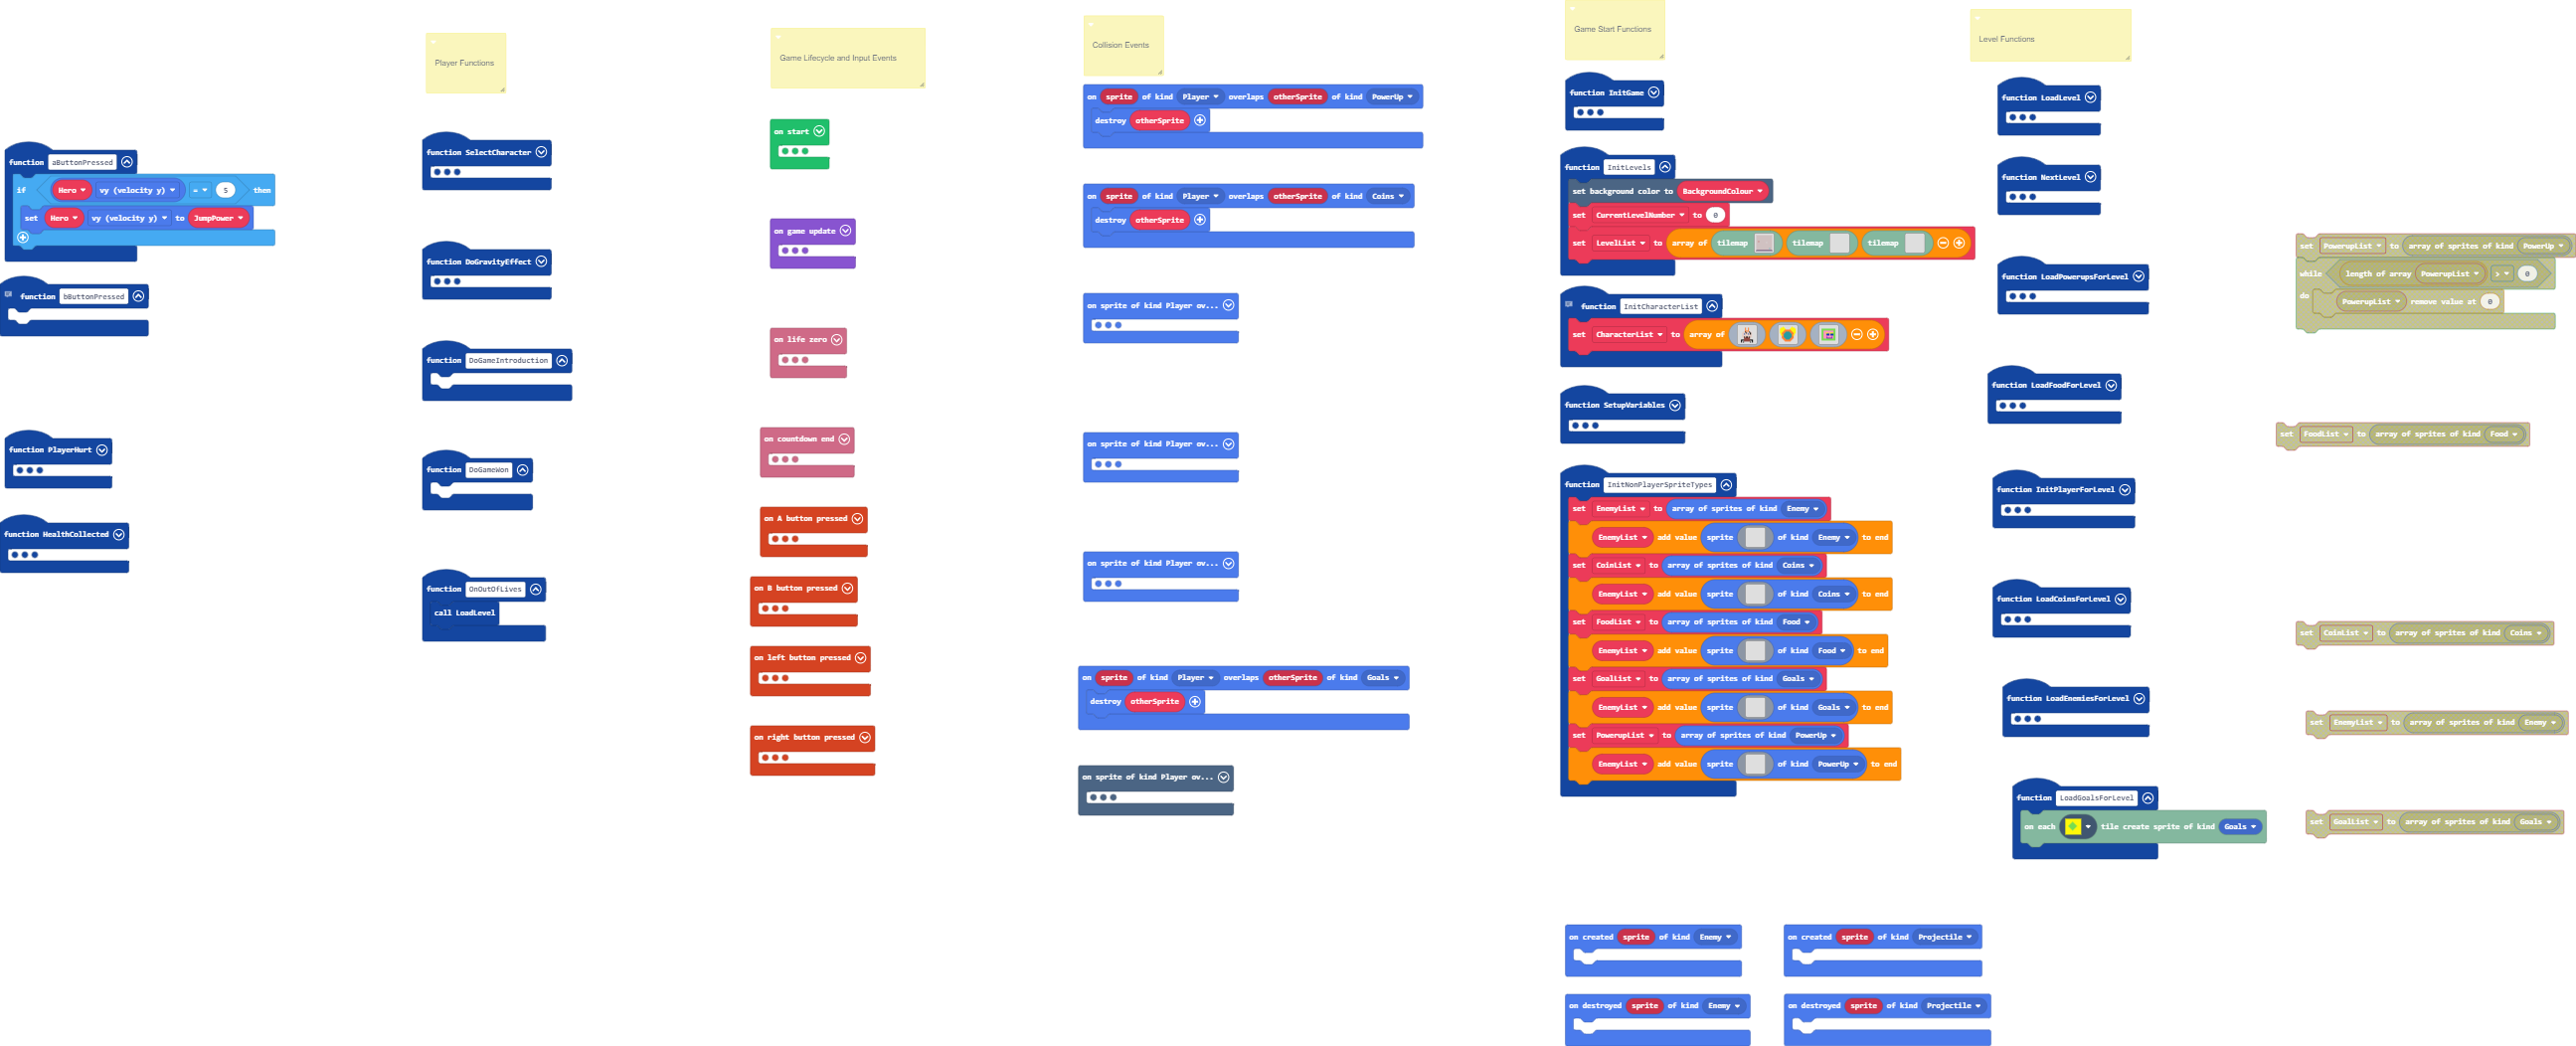 function aButtonPressed
if Hero vy (velocity y) = 5 then
set Hero vy (velocity y) to JumpPower
function bButtonPressed
function PlayerHurt
function HealthCollected
Player Functions
function SelectCharacter
function DoGravityEffect
function DoGameIntroduction
function DoGameWon
function OnOutOfLives
call LoadLevel
Game Lifecycle and Input Events
on start
on game update
on life zero
on countdown end
on A button pressed
on B button pressed
on left button pressed
on right button pressed
Collision Events
on sprite of kind Player overlaps otherSprite of kind PowerUp
destroy otherSprite
on sprite of kind Player overlaps otherSprite of kind Coins
destroy otherSprite
on sprite of kind Player ov...
on sprite of kind Player ov...
on sprite of kind Player ov...
on sprite of kind Player overlaps otherSprite of kind Goals
destroy otherSprite
on sprite of kind Player ov...
Game Start Functions
function InitGame
function InitLevels
set background color to BackgroundColour
set CurrentLevelNumber to 0
set LevelList to array of tilemap tilemap tilemap
function InitCharacterList
set CharacterList to array of
function SetupVariables
function InitNonPlayerSpriteTypes
set EnemyList to array of sprites of kind Enemy
EnemyList add value sprite of kind Enemy to end
set CoinList to array of sprites of kind Coins
EnemyList add value sprite of kind Coins to end
set FoodList to array of sprites of kind Food
EnemyList add value sprite of kind Food to end
set GoalList to array of sprites of kind Goals
EnemyList add value sprite of kind Goals to end
set PowerupList to array of sprites of kind PowerUp
EnemyList add value sprite of kind PowerUp to end
on created sprite of kind Enemy
on created sprite of kind Projectile
on destroyed sprite of kind Enemy
on destroyed sprite of kind Projectile
Level Functions
function LoadLevel
function NextLevel
function LoadPowerupsForLevel
function LoadFoodForLevel
function InitPlayerForLevel
function LoadCoinsForLevel
function LoadEnemiesForLevel
function LoadGoalsForLevel
on each tile create sprite of kind Goals
set PowerupList to array of sprites of kind PowerUp
while length of array PowerupList > 0
do PowerupList remove value at 0
set FoodList to array of sprites of kind Food
set CoinList to array of sprites of kind Coins
set EnemyList to array of sprites of kind Enemy
set GoalList to array of sprites of kind Goals